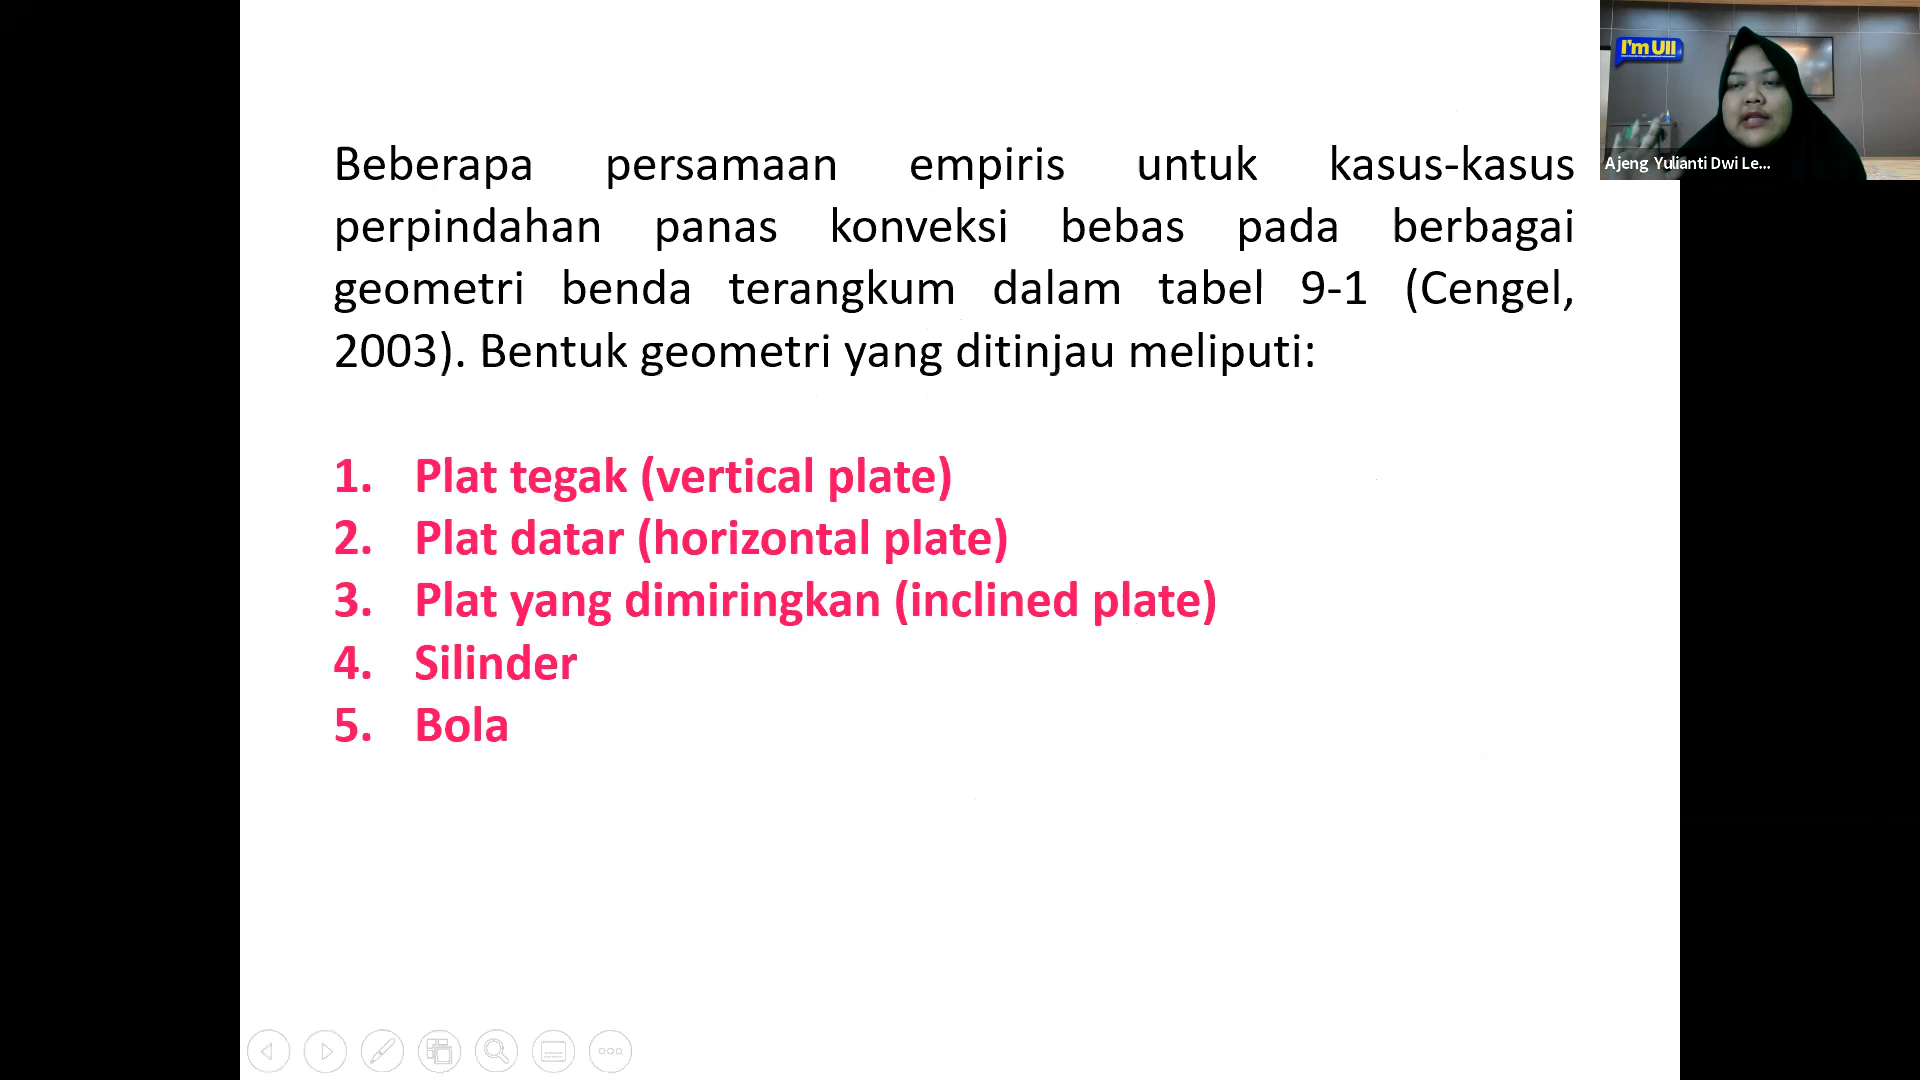 Beberapa persamaan empiris untuk kasus-kasus
perpindahan panas konveksi bebas pada berbagai
geometri benda terangkum dalam tabel 9-1 (Cengel,
2003). Bentuk geometri yang ditinjau meliputi:
1. Plat tegak (vertical plate)
2. Plat datar (horizontal plate)
3. Plat yang dimiringkan (inclined plate)
4. Silinder
5. Bola
I'm UII
Ajeng Yulianti Dwi Le...